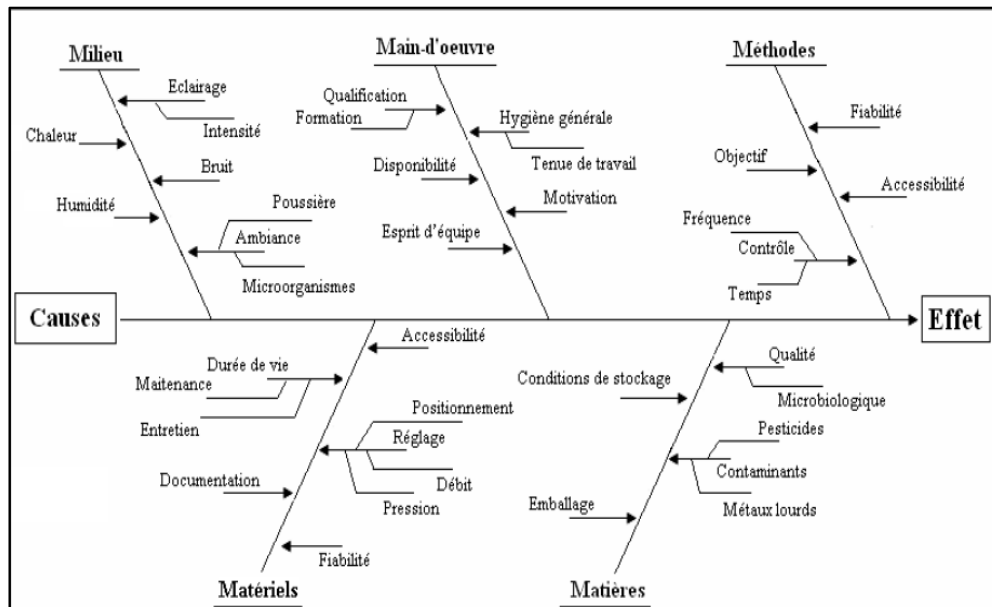 Milieu
Main-d'oeuvre
Méthodes
Eclairage
Intensité
Chaleur
Bruit
Humidité
Poussière
Ambiance
Microorganismes
Qualification
Formation
Hygiène générale
Tenue de travail
Disponibilité
Motivation
Esprit d'équipe
Fiabilité
Objectif
Accessibilité
Fréquence
Contrôle
Temps
Causes
Effet
Accessibilité
Durée de vie
Maitenance
Entretien
Positionnement
Réglage
Débit
Pression
Documentation
Fiabilité
Matériels
Qualité
Microbiologique
Conditions de stockage
Pesticides
Contaminants
Métaux lourds
Emballage
Matières